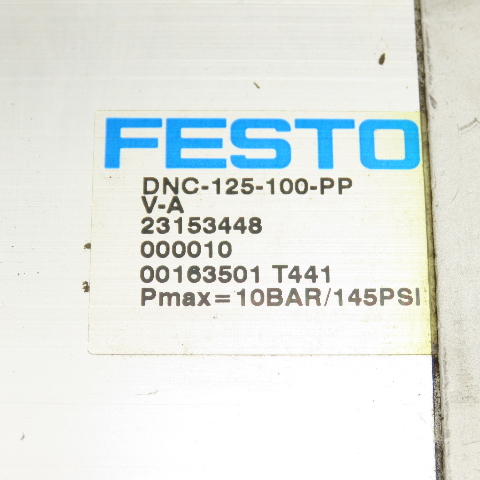 FESTO
DNC-125-100-PP
V-A
23153448
000010
00163501 T441
Pmax=10BAR/145PSI